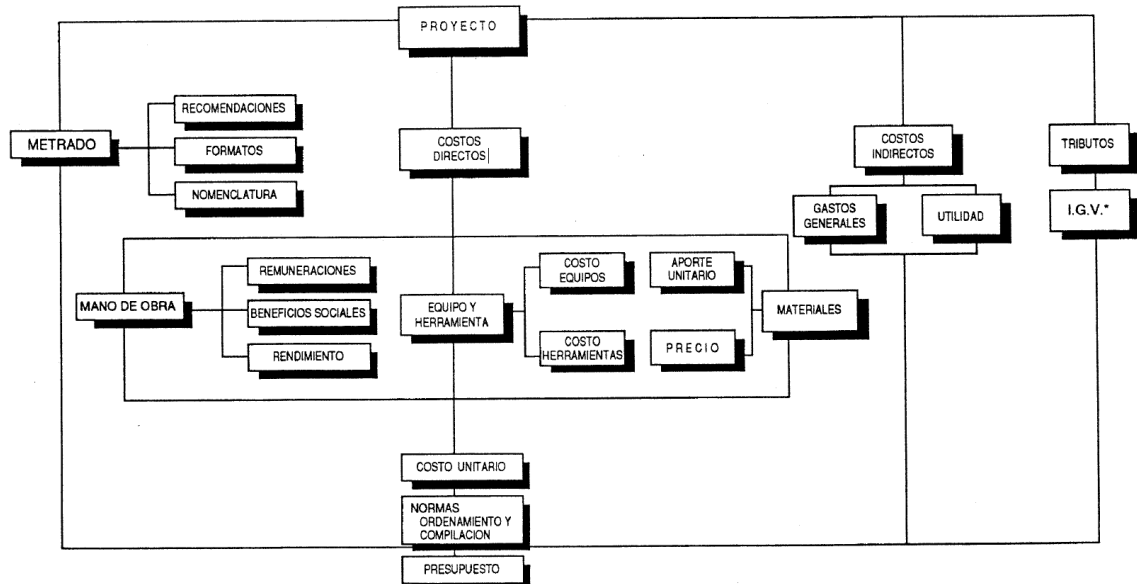 PROYECTO
RECOMENDACIONES
METRADO
FORMATOS
NOMENCLATURA
COSTOS
DIRECTOS
COSTOS
INDIRECTOS
TRIBUTOS
GASTOS
GENERALES
UTILIDAD
I.G.V.*
MANO DE OBRA
REMUNERACIONES
BENEFICIOS SOCIALES
RENDIMIENTO
EQUIPO Y
HERRAMIENTA
COSTO
EQUIPOS
COSTO
HERRAMIENTAS
APORTE
UNITARIO
PRECIO
MATERIALES
COSTO UNITARIO
NORMAS
ORDENAMIENTO Y
COMPILACION
PRESUPUESTO